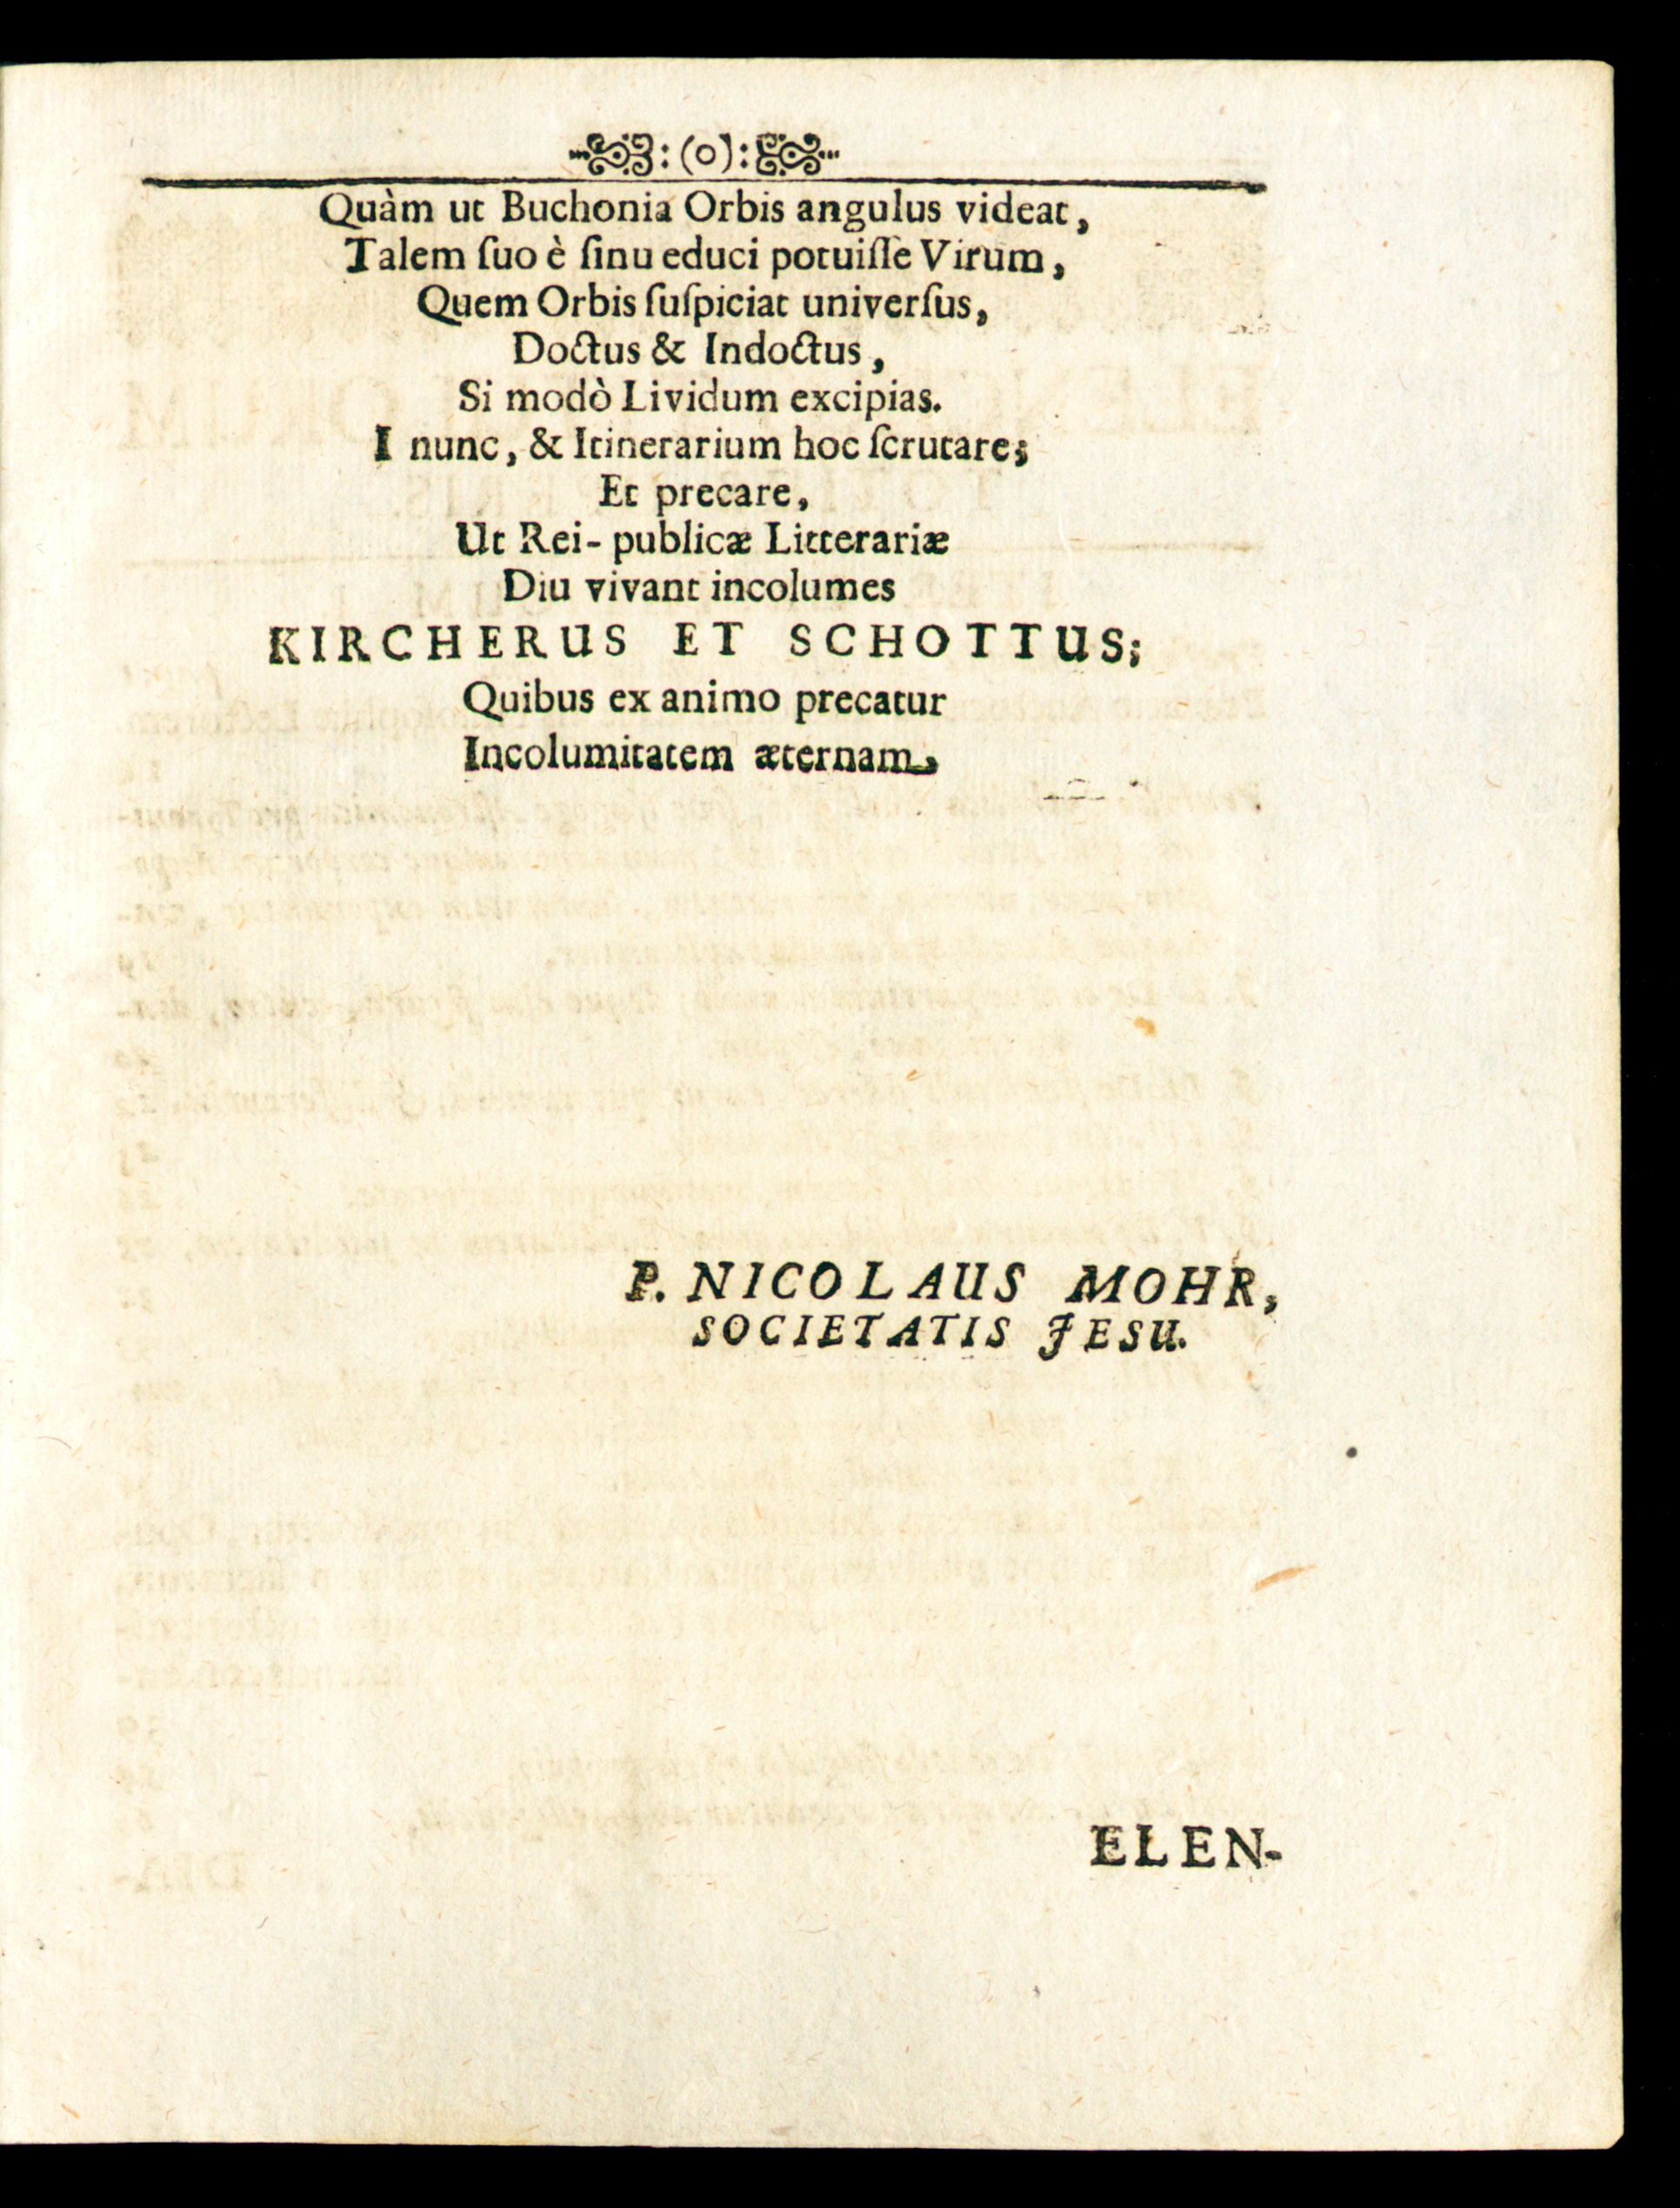 :(o):
Quàm ut Buchonia Orbis angulus videat,
Talem ſuo è ſinu educi potuiſſe Virum,
Quem Orbis ſuſpiciat univerſus,
Doctus & Indoctus,
Si modò Lividum excipias.
I nunc, & Itinerarium hoc ſcrutare;
Et precare,
Ut Rei-publicæ Litterariæ
Diu vivant incolumes
KIRCHERUS ET SCHOTTUS;
Quibus ex animo precatur
Incolumitatem æternam,
P. NICOLAUS MOHR,
SOCIETATIS JESU.
ELEN-